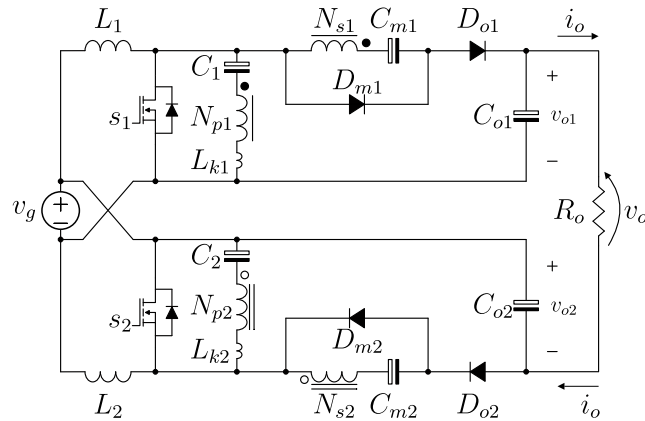 L1 Ns1 Cm1 Do1 io
C1 Dm1 +
s1 Np1 Co1 vo1
Lk1 −
vg + − Ro vo
C2 +
s2 Np2 Dm2 Co2 vo2
Lk2 −
L2 Ns2 Cm2 Do2 io